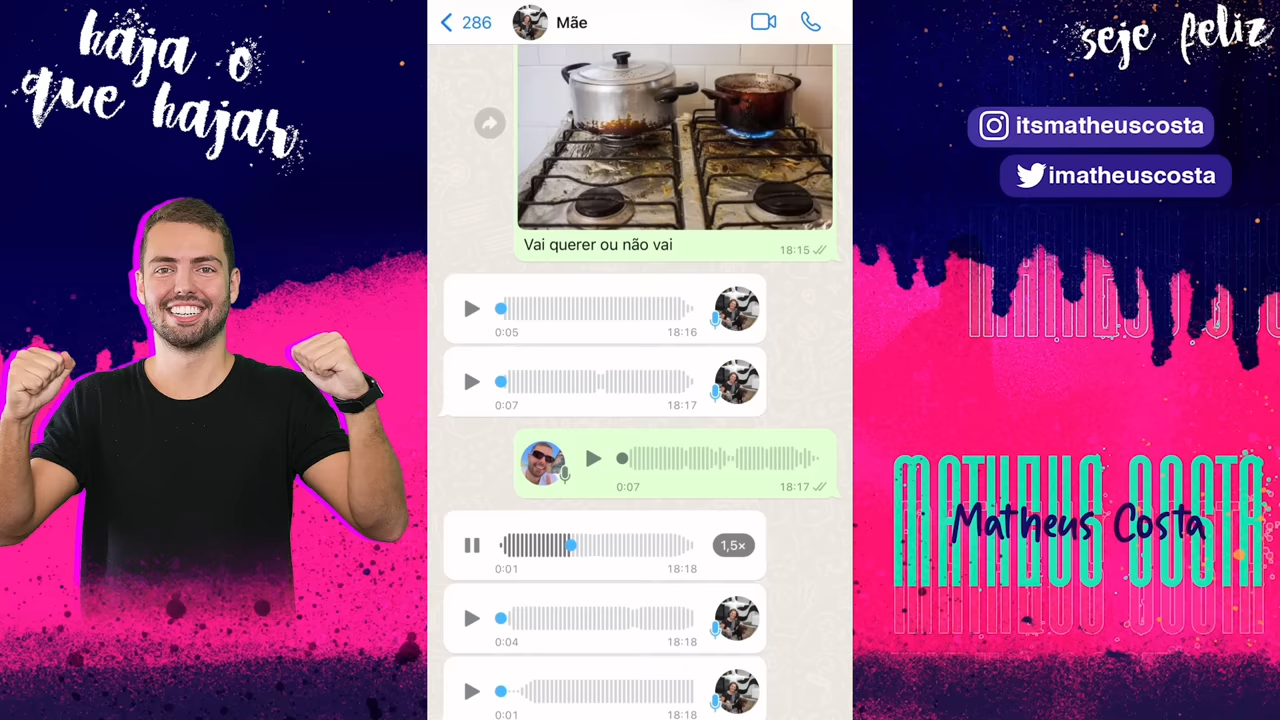 haja o
que hajar
286
Mãe
Vai querer ou não vai
18:15
0:05
18:16
0:07
18:17
0:07
18:17
1,5×
0:01
18:18
0:04
18:18
0:01
18:18
seje feliz
itsmatheuscosta
imatheuscosta
MATHEUS COSTA
Matheus Costa